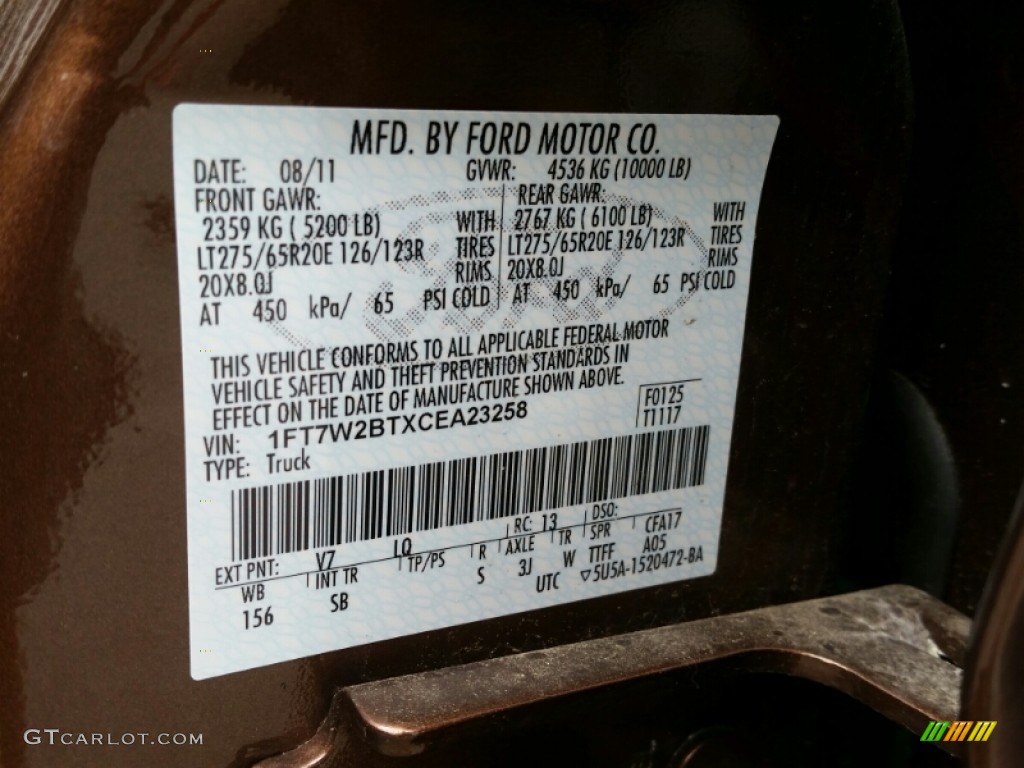 MFD. BY FORD MOTOR CO.
DATE: 08/11 GVWR: 4536 KG (10000 LB)
FRONT GAWR: REAR GAWR:
2359 KG ( 5200 LB) WITH 2767 KG ( 6100 LB) WITH
LT275/65R20E 126/123R TIRES LT275/65R20E 126/123R TIRES
20X8.0J RIMS 20X8.0J RIMS
AT 450 kPa/ 65 PSI COLD AT 450 kPa/ 65 PSI COLD
THIS VEHICLE CONFORMS TO ALL APPLICABLE FEDERAL MOTOR
VEHICLE SAFETY AND THEFT PREVENTION STANDARDS IN
EFFECT ON THE DATE OF MANUFACTURE SHOWN ABOVE.
VIN: 1FT7W2BTXCEA23258 F0125
TYPE: Truck T1117
EXT PNT: V7 LQ RC: 13 DSO:
WB INT TR TP/PS R AXLE TR SPR CFA17
156 SB S 3J W TTFF A05
UTC ▽5U5A-1520472-BA
GTCARLOT.COM